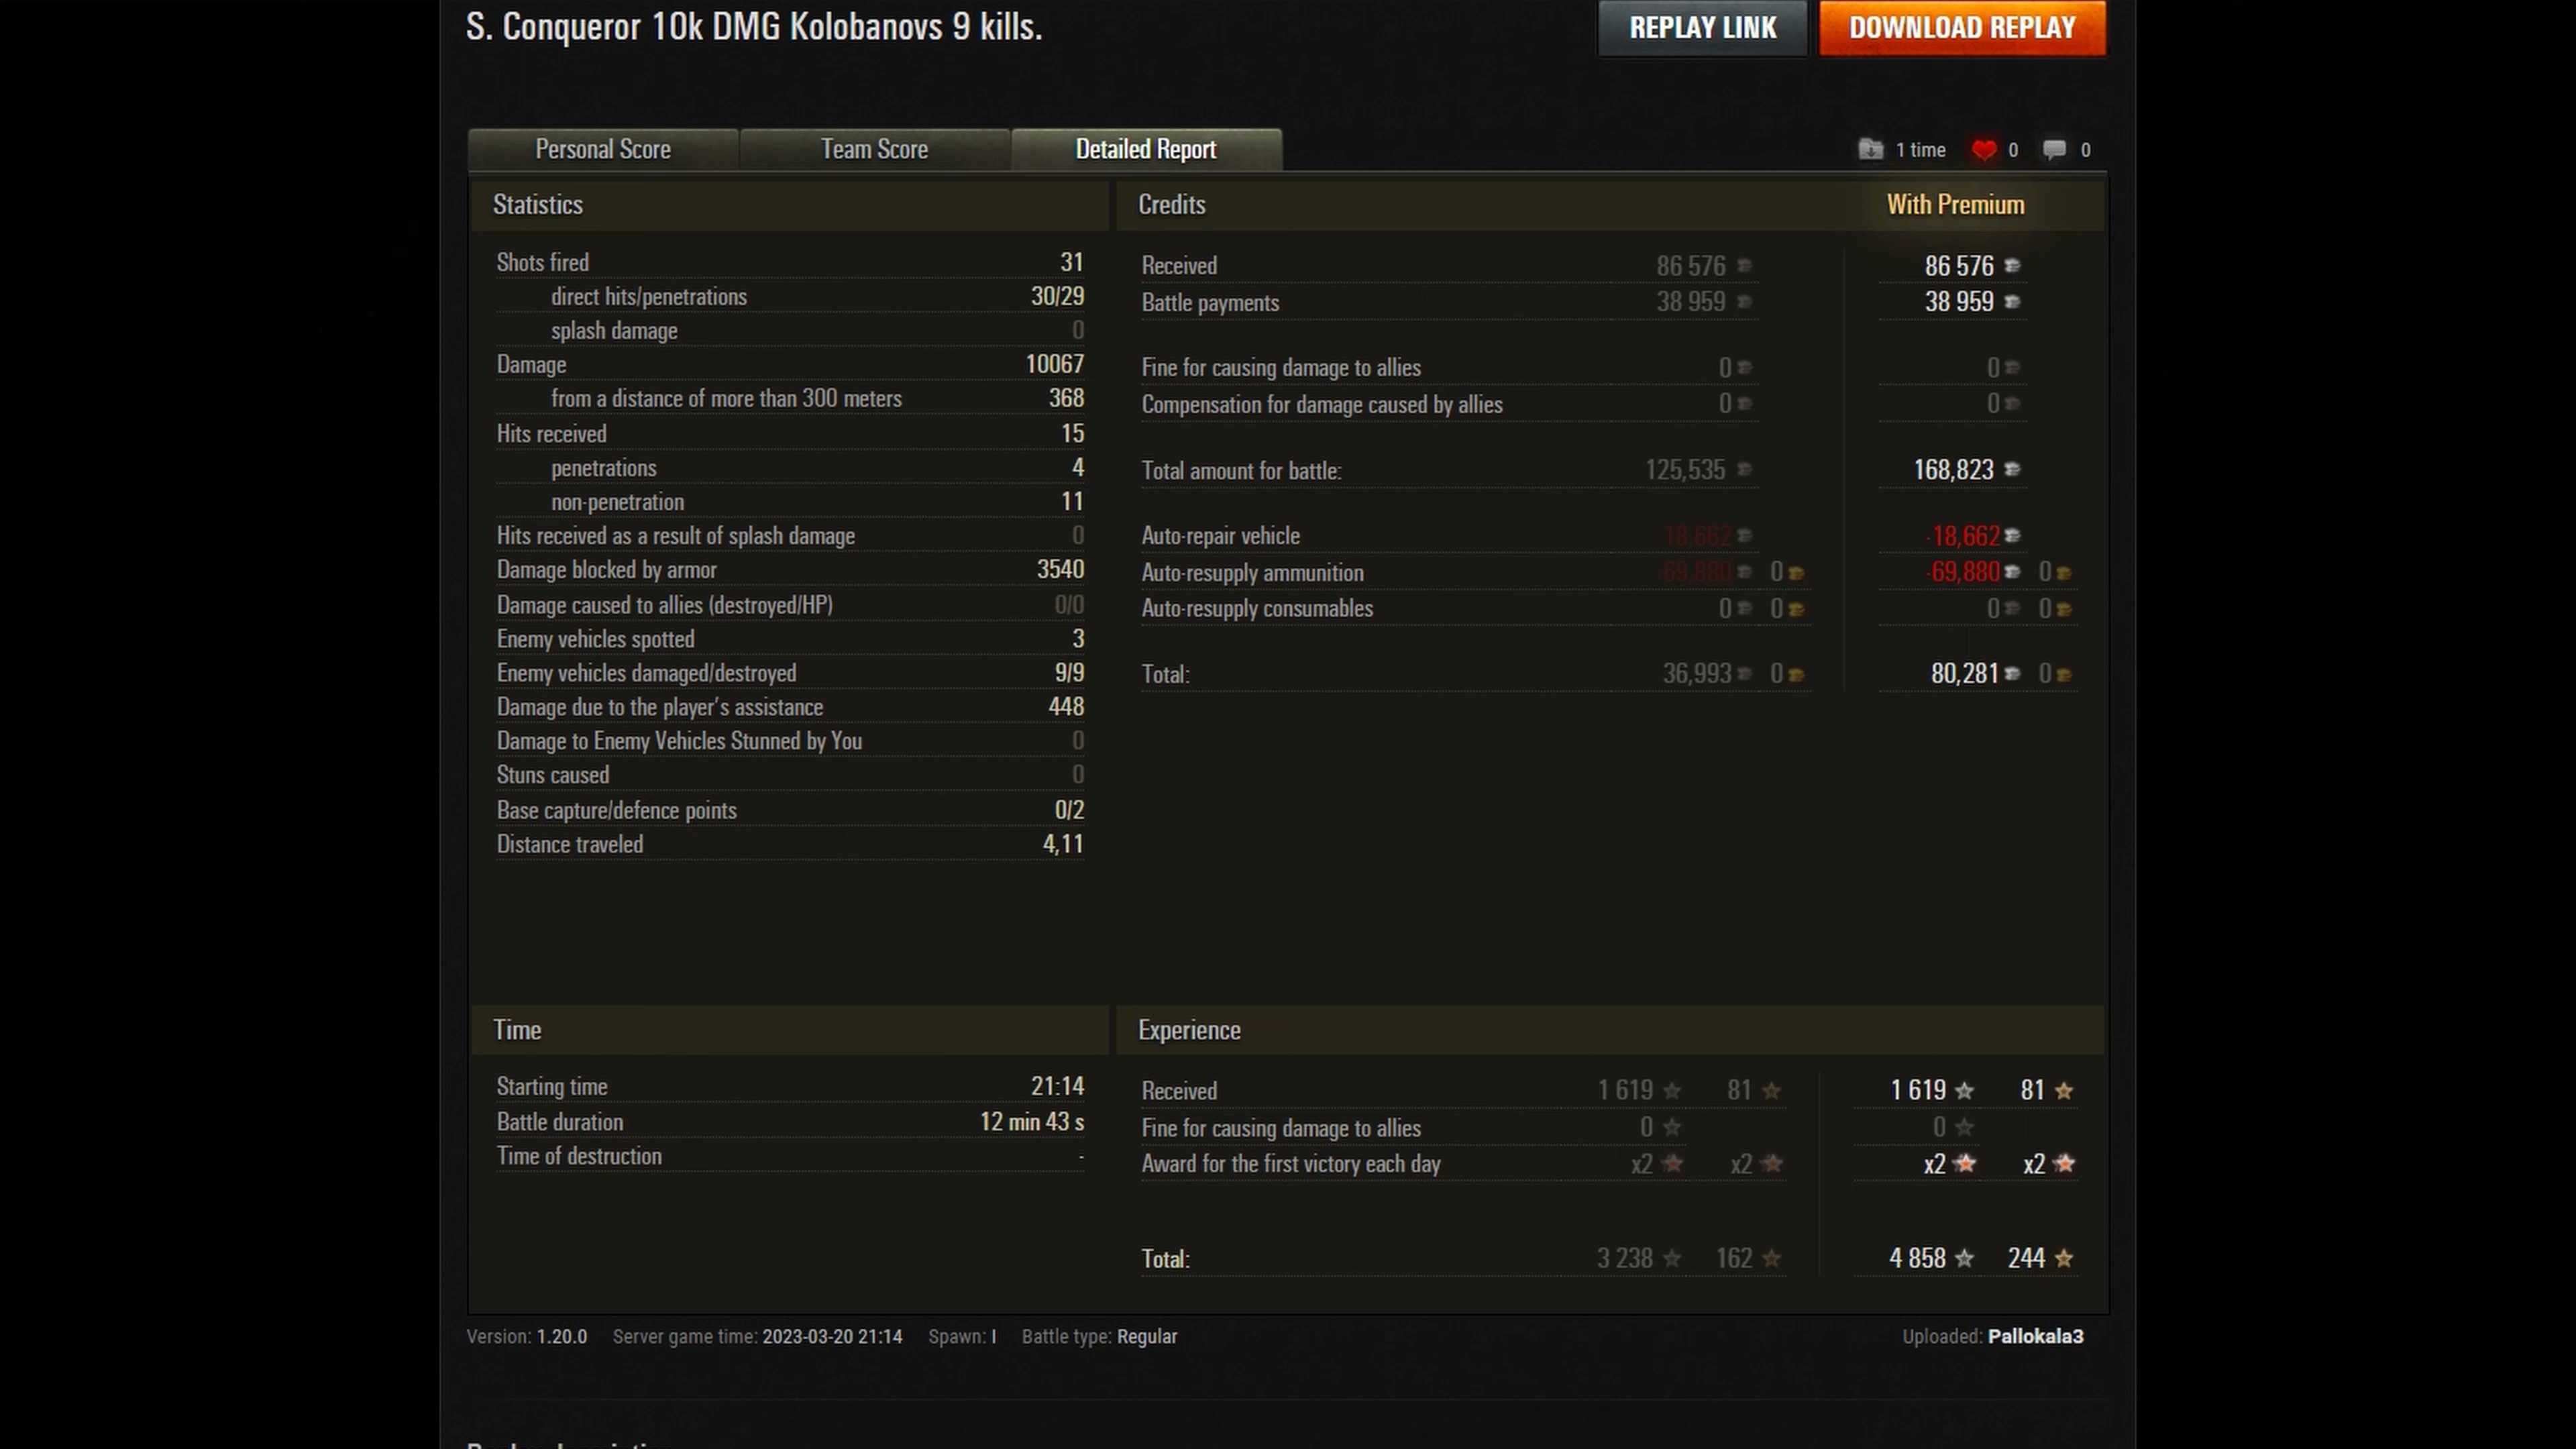 S. Conqueror 10k DMG Kolobanovs 9 kills.
REPLAY LINK
DOWNLOAD REPLAY
Personal Score
Team Score
Detailed Report
1 time 0 0
Statistics
Shots fired 31
direct hits/penetrations 30/29
splash damage 0
Damage 10067
from a distance of more than 300 meters 368
Hits received 15
penetrations 4
non-penetration 11
Hits received as a result of splash damage 0
Damage blocked by armor 3540
Damage caused to allies (destroyed/HP) 0/0
Enemy vehicles spotted 3
Enemy vehicles damaged/destroyed 9/9
Damage due to the player's assistance 448
Damage to Enemy Vehicles Stunned by You 0
Stuns caused 0
Base capture/defence points 0/2
Distance traveled 4,11
Credits With Premium
Received 86 576 86 576
Battle payments 38 959 38 959
Fine for causing damage to allies 0 0
Compensation for damage caused by allies 0 0
Total amount for battle: 125,535 168,823
Auto-repair vehicle -18,662 -18,662
Auto-resupply ammunition -69,880 0 -69,880 0
Auto-resupply consumables 0 0 0 0
Total: 36,993 0 80,281 0
Time
Starting time 21:14
Battle duration 12 min 43 s
Time of destruction -
Experience
Received 1 619 81 1 619 81
Fine for causing damage to allies 0 0
Award for the first victory each day x2 x2 x2 x2
Total: 3 238 162 4 858 244
Version: 1.20.0 Server game time: 2023-03-20 21:14 Spawn: I Battle type: Regular
Uploaded: Pallokala3